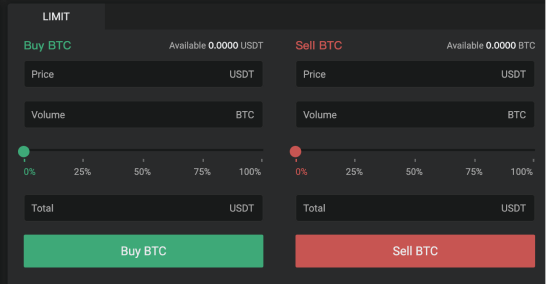 LIMIT
Buy BTC Available 0.0000 USDT
Price USDT
Volume BTC
0% 25% 50% 75% 100%
Total USDT
Buy BTC
Sell BTC Available 0.0000 BTC
Price USDT
Volume BTC
0% 25% 50% 75% 100%
Total USDT
Sell BTC